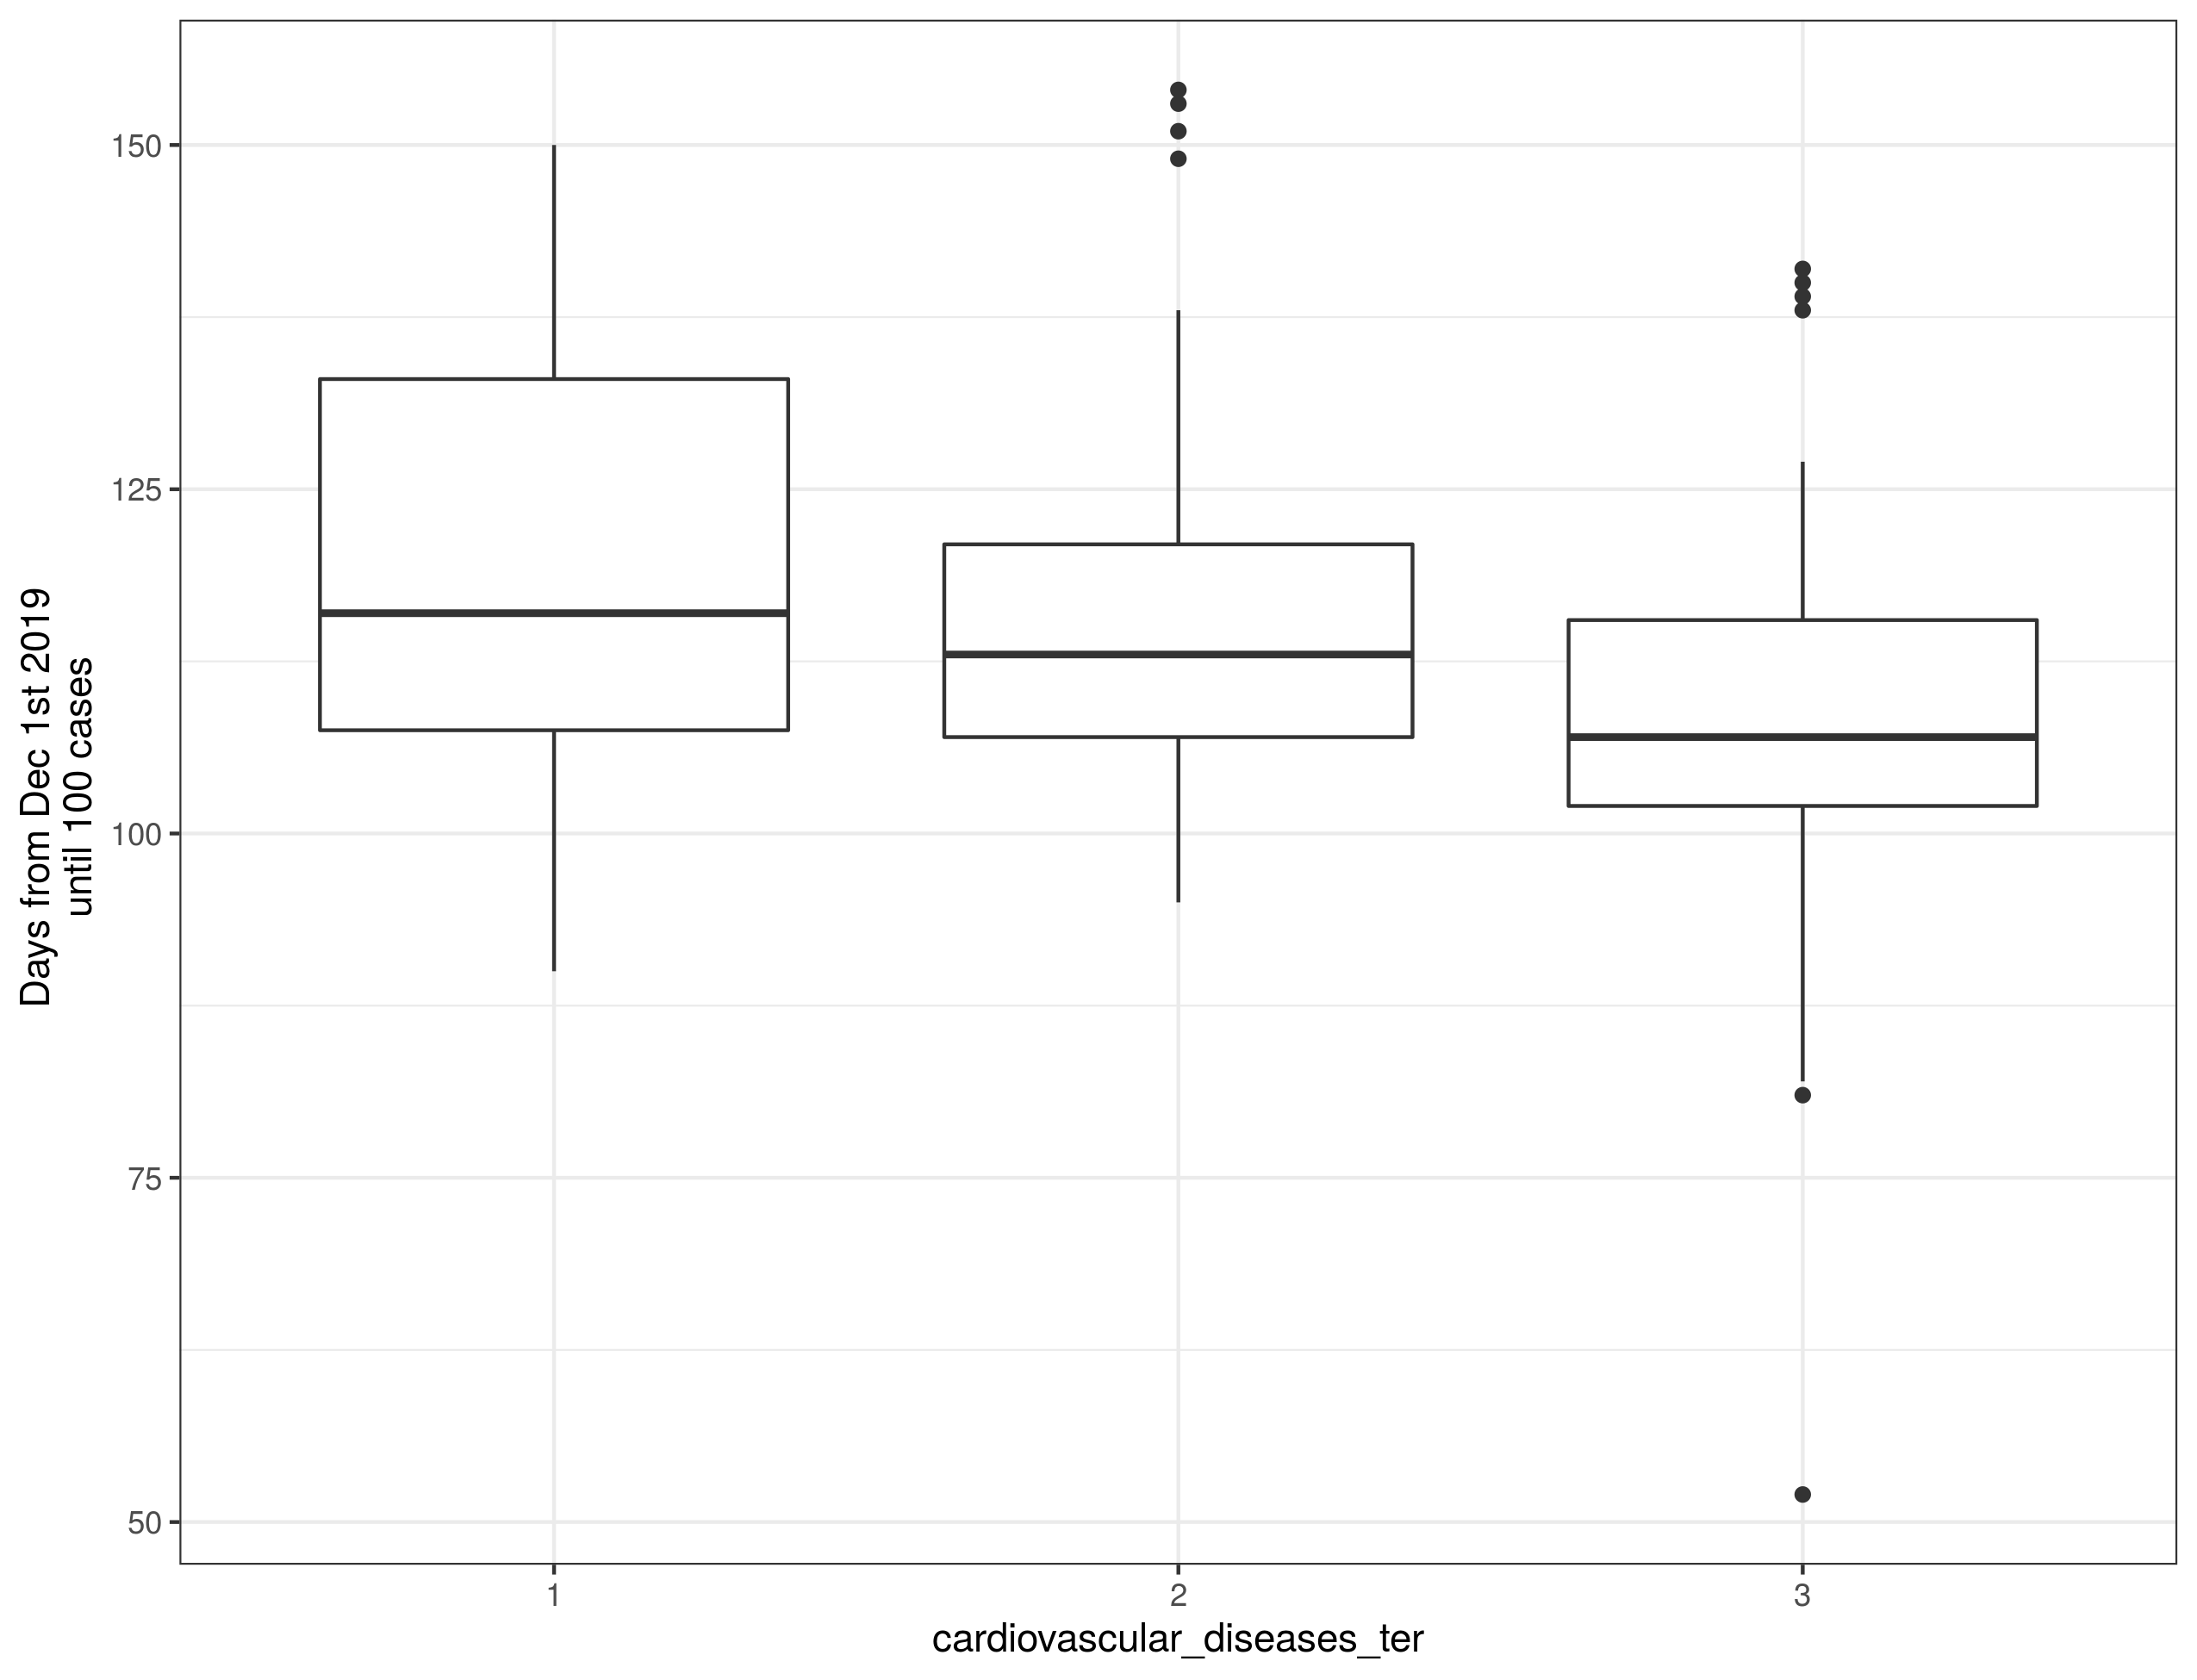 Days from Dec 1st 2019
until 100 cases
150
125
100
75
50
1
2
3
cardiovascular_diseases_ter